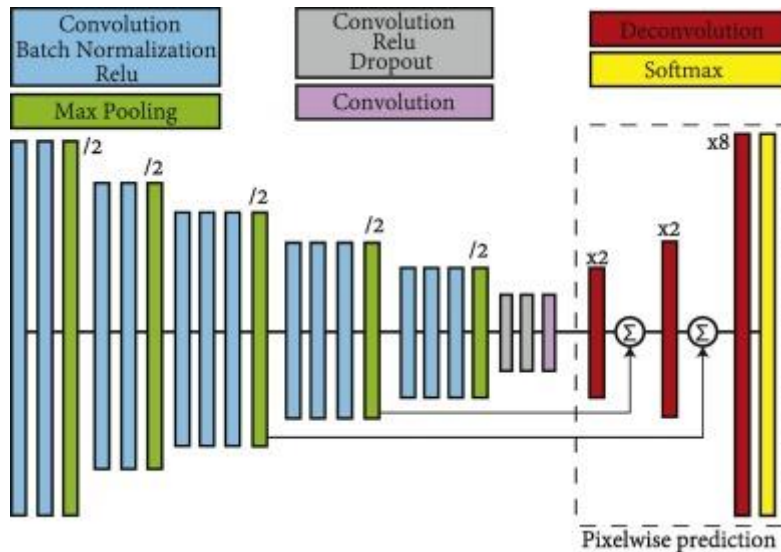 Convolution
Batch Normalization
Relu
Max Pooling
Convolution
Relu
Dropout
Convolution
Deconvolution
Softmax
/2
/2
/2
/2
/2
x2
x2
x8
Σ
Σ
Pixelwise prediction